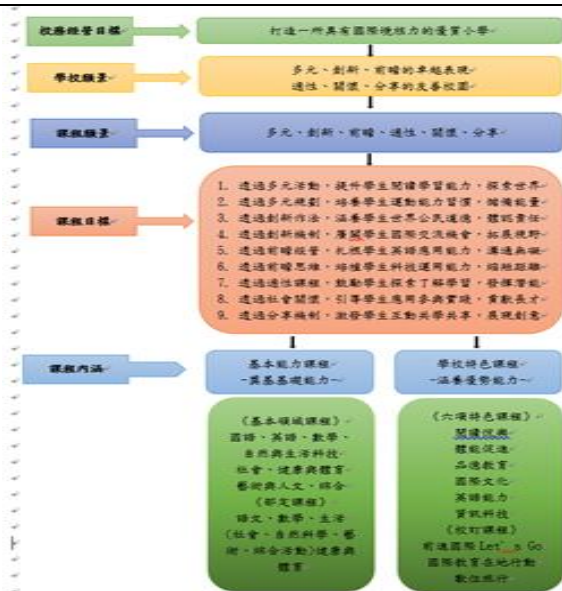 校務經營目標
打造一所具有國際視格力的優質小學
學校願景
多元、創新、前瞻的卓越表現
適性、關懷、分享的友善校園
課程願景
多元、創新、前瞻、適性、關懷、分享
課程目標
1. 透過多元活動，提升學生閱讀學習能力，探索世界
2. 透過多元規劃，培養學生運動能力習慣，儲備能量
3. 透過創新作法，涵養學生世界公民道德，體認責任
4. 透過創新機制，廣闊學生國際交流機會，拓展視野
5. 透過前瞻經營，扎根學生英語應用能力，溝通無礙
6. 透過前瞻思維，培植學生科技運用能力，縮短距離
7. 透過適性課程，鼓勵學生探索了解學習，發揮潛能
8. 透過社會關懷，引導學生應用參與實踐，貢獻長才
9. 透過分享機制，激發學生互動共學共享，展現創意
課程內涵
基本能力課程
-奠基基礎能力-
學校特色課程
-涵養優勢能力-
《基本領域課程》
國語、英語、數學、
自然與生活科技
社會、健康與體育
藝術與人文、綜合
《部定課程》
語文、數學、生活
(社會、自然科學、藝
術、綜合活動)健康與
體育
《六項特色課程》
閱讀悅興
體能促進
品德教育
國際文化
英語能力
資訊科技
《校訂課程》
前進國際 Let's Go
國際教育在地行動
數位旅行